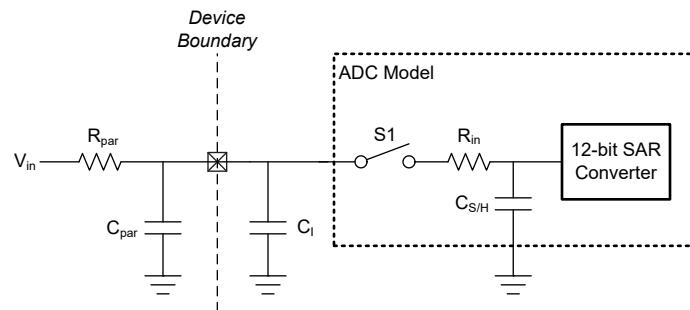 Device
Boundary
ADC Model
Rpar
S1
Rin
Vin
12-bit SAR
Converter
Cpar
CI
CS/H